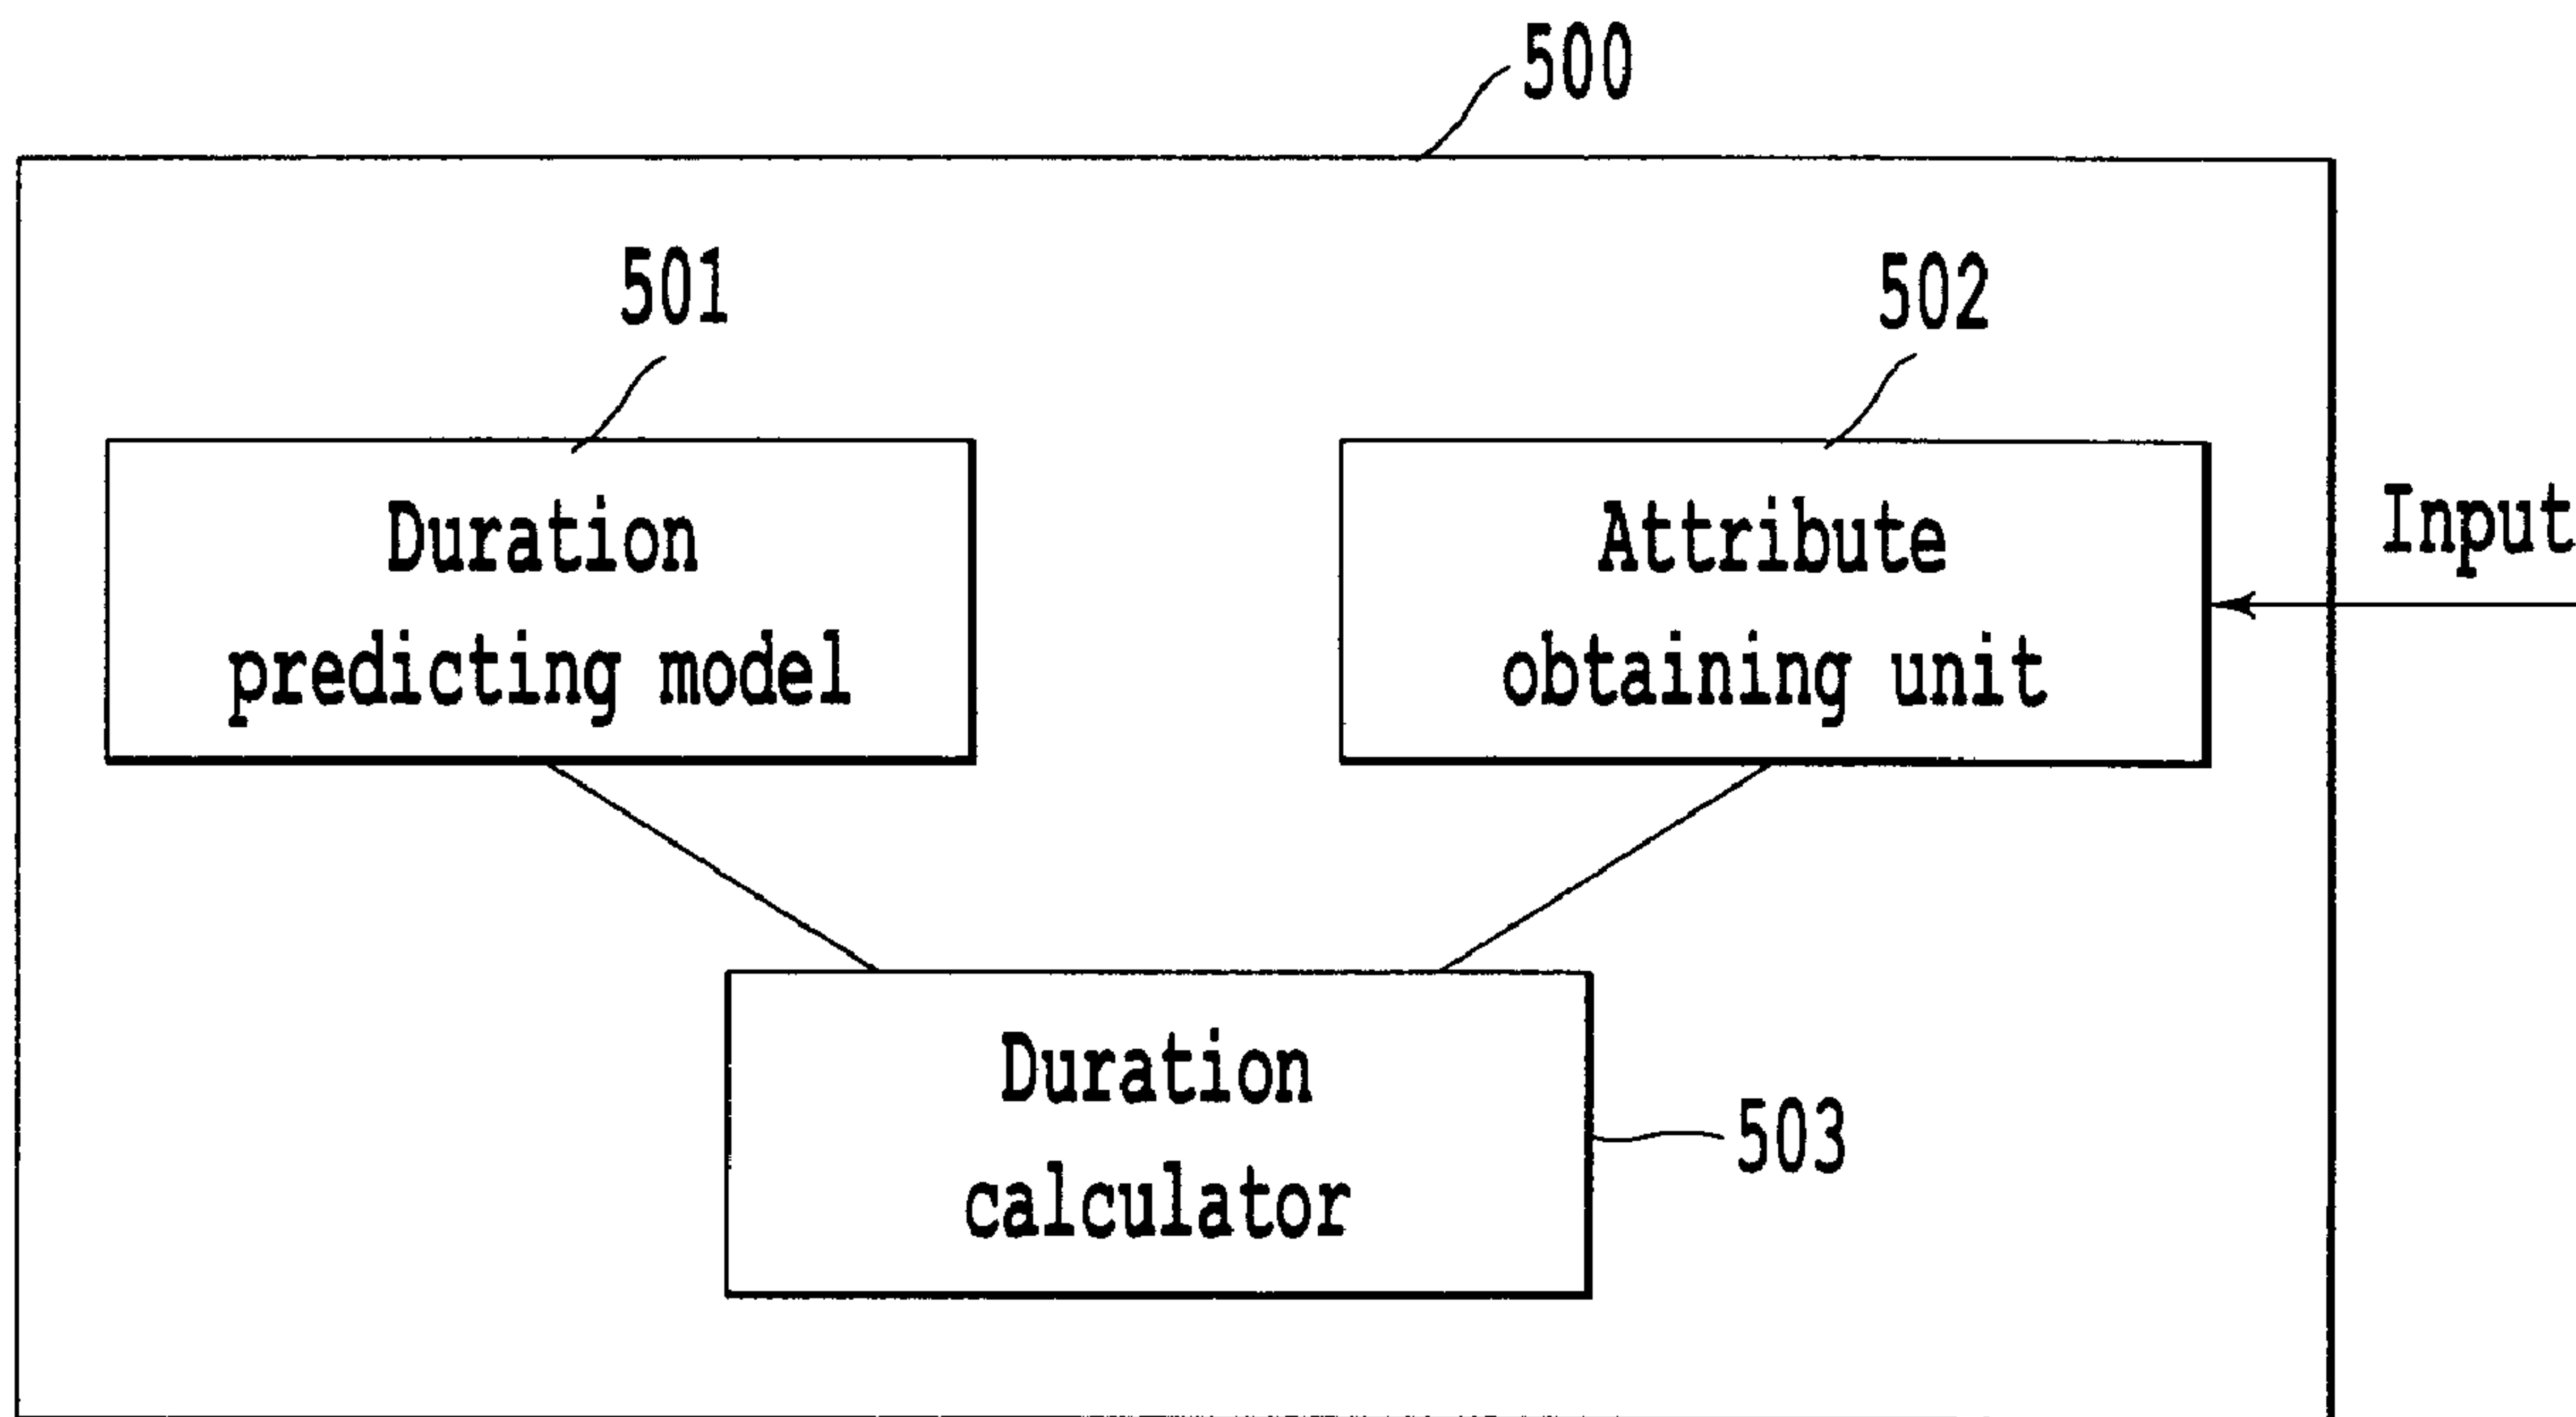 500
501
502
Duration
predicting model
Attribute
obtaining unit
Input
Duration
calculator
503